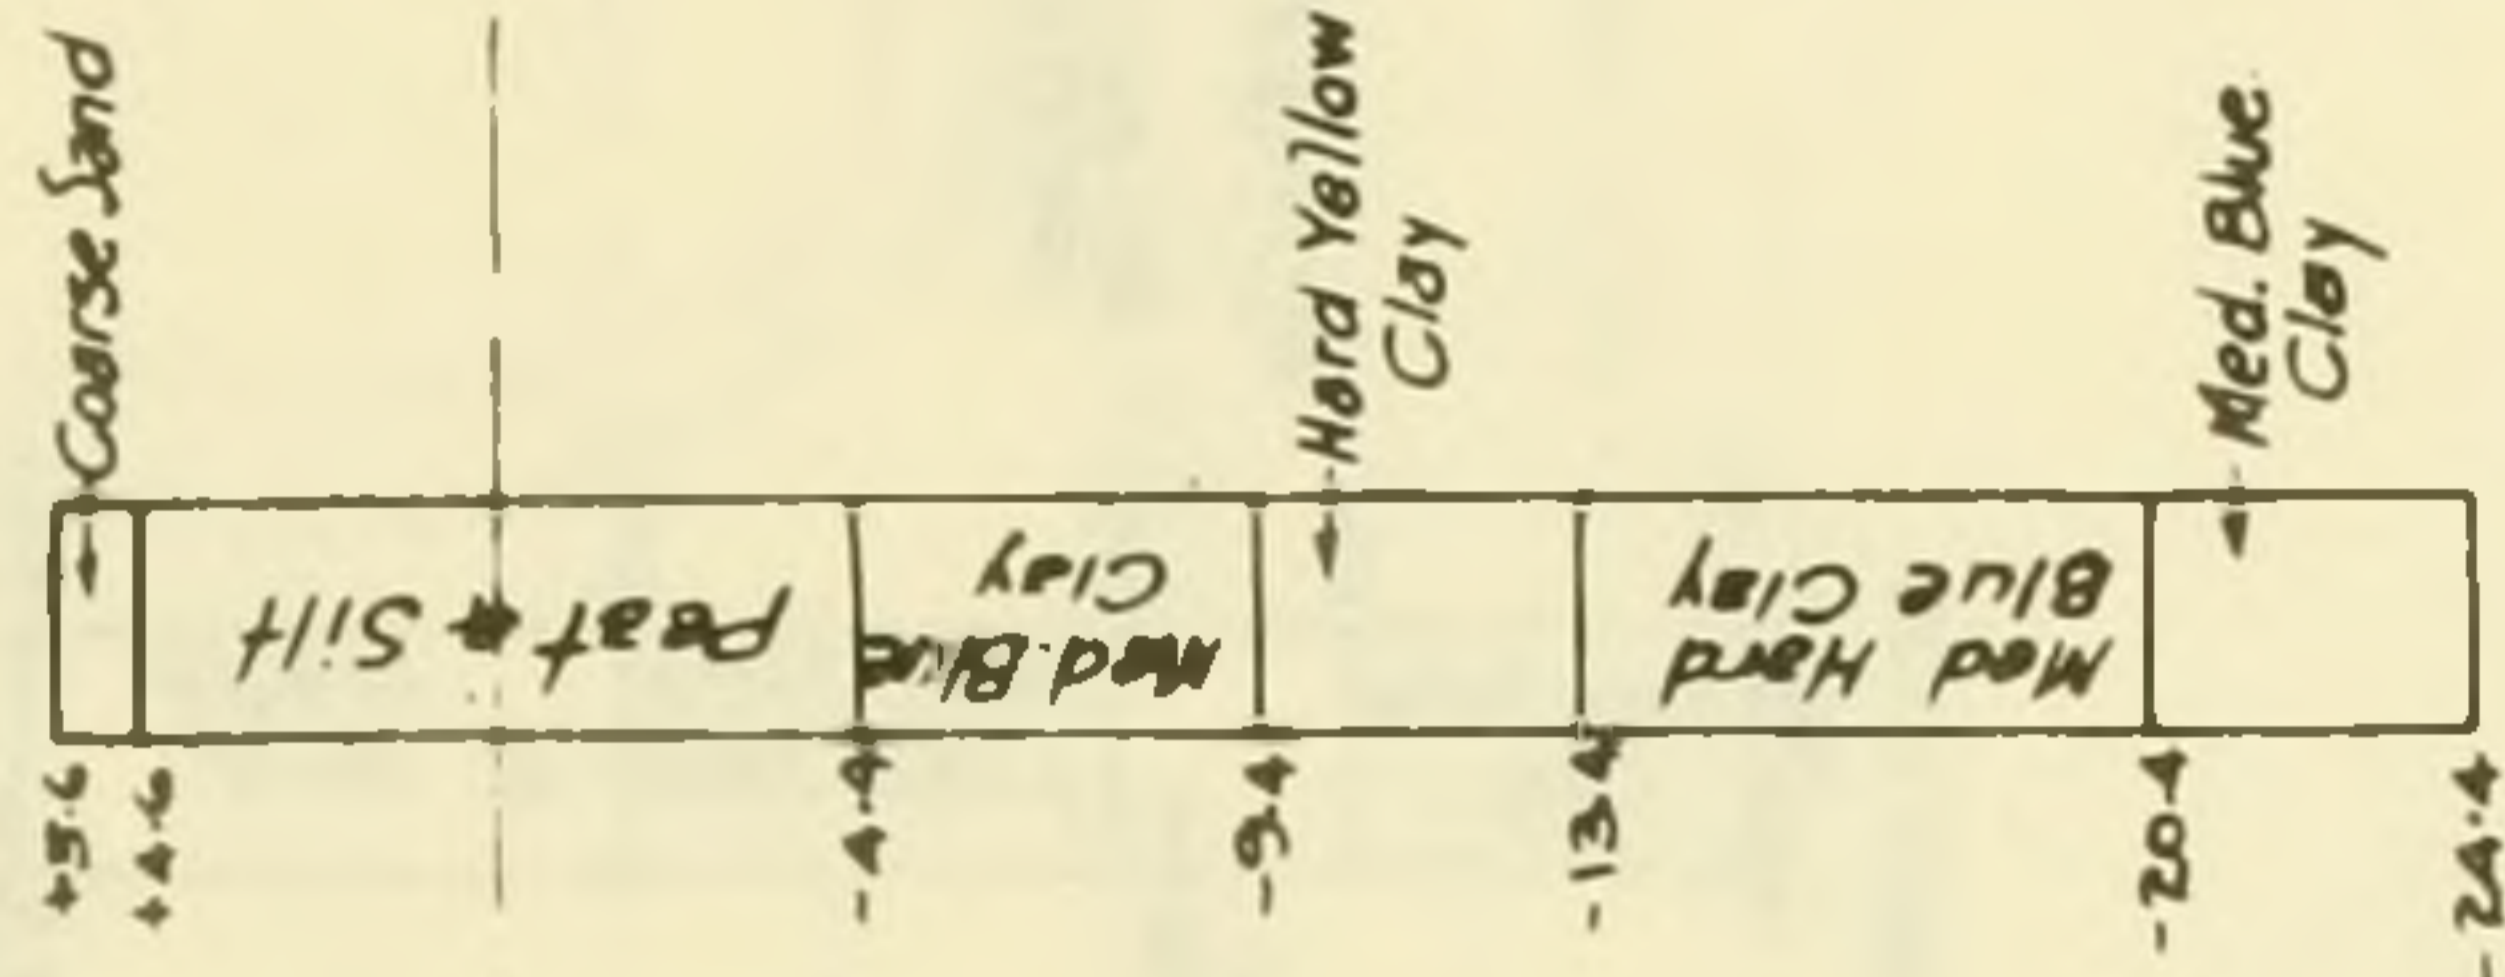 Coarse Sand
+5.6
+4.6
Peat & Silt
-4.4
Med. Blue
Clay
-9.4
Hard Yellow
Clay
-13.4
Med Hard
Blue Clay
-20.4
Med. Blue
Clay
-24.4